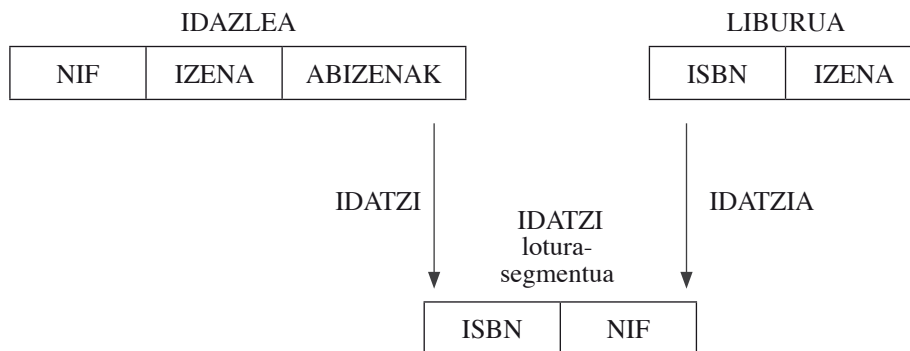 IDAZLEA
LIBURUA
NIF IZENA ABIZENAK
ISBN IZENA
IDATZI
IDATZIA
IDATZI
lotura-
segmentua
ISBN NIF